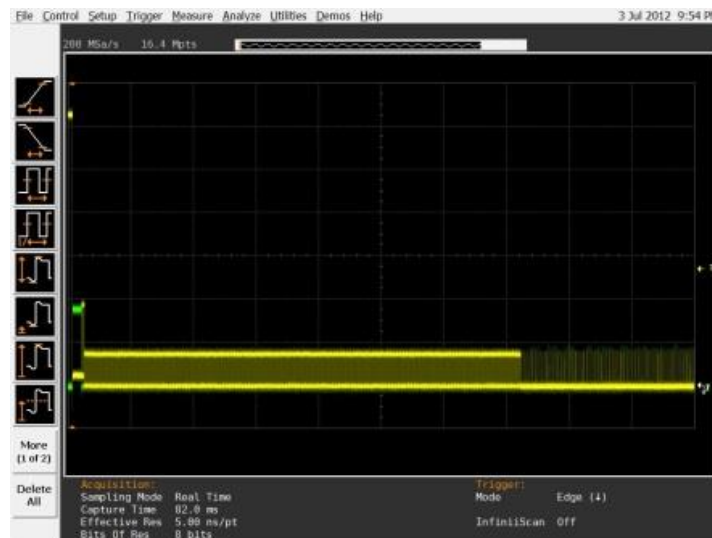 File Control Setup Trigger Measure Analyze Utilities Demos Help
3 Jul 2012 9:54 PM
200 MSa/s 16.4 Mpts
More
(1 of 2)
Delete
All
Acquisition:
Sampling Mode Real Time
Capture Time 82.0 ms
Effective Res 5.00 ns/pt
Bits Of Res 8 bits
Trigger:
Mode Edge (↓)
InfiniiScan Off